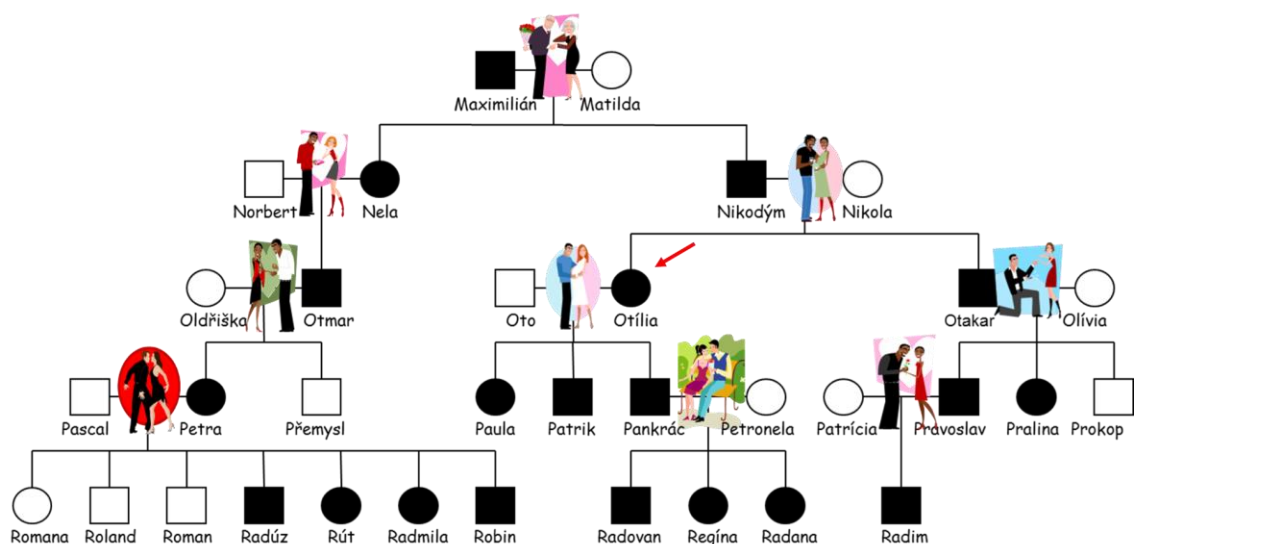 Maximilián Matilda
Norbert Nela Nikodým Nikola
Oldřiška Otmar Oto Otília Otakar Olívia
Pascal Petra Přemysl Paula Patrik Pankrác Petronela Patrícia Pravoslav Pralina Prokop
Romana Roland Roman Radúz Rút Radmila Robin Radovan Regína Radana Radim